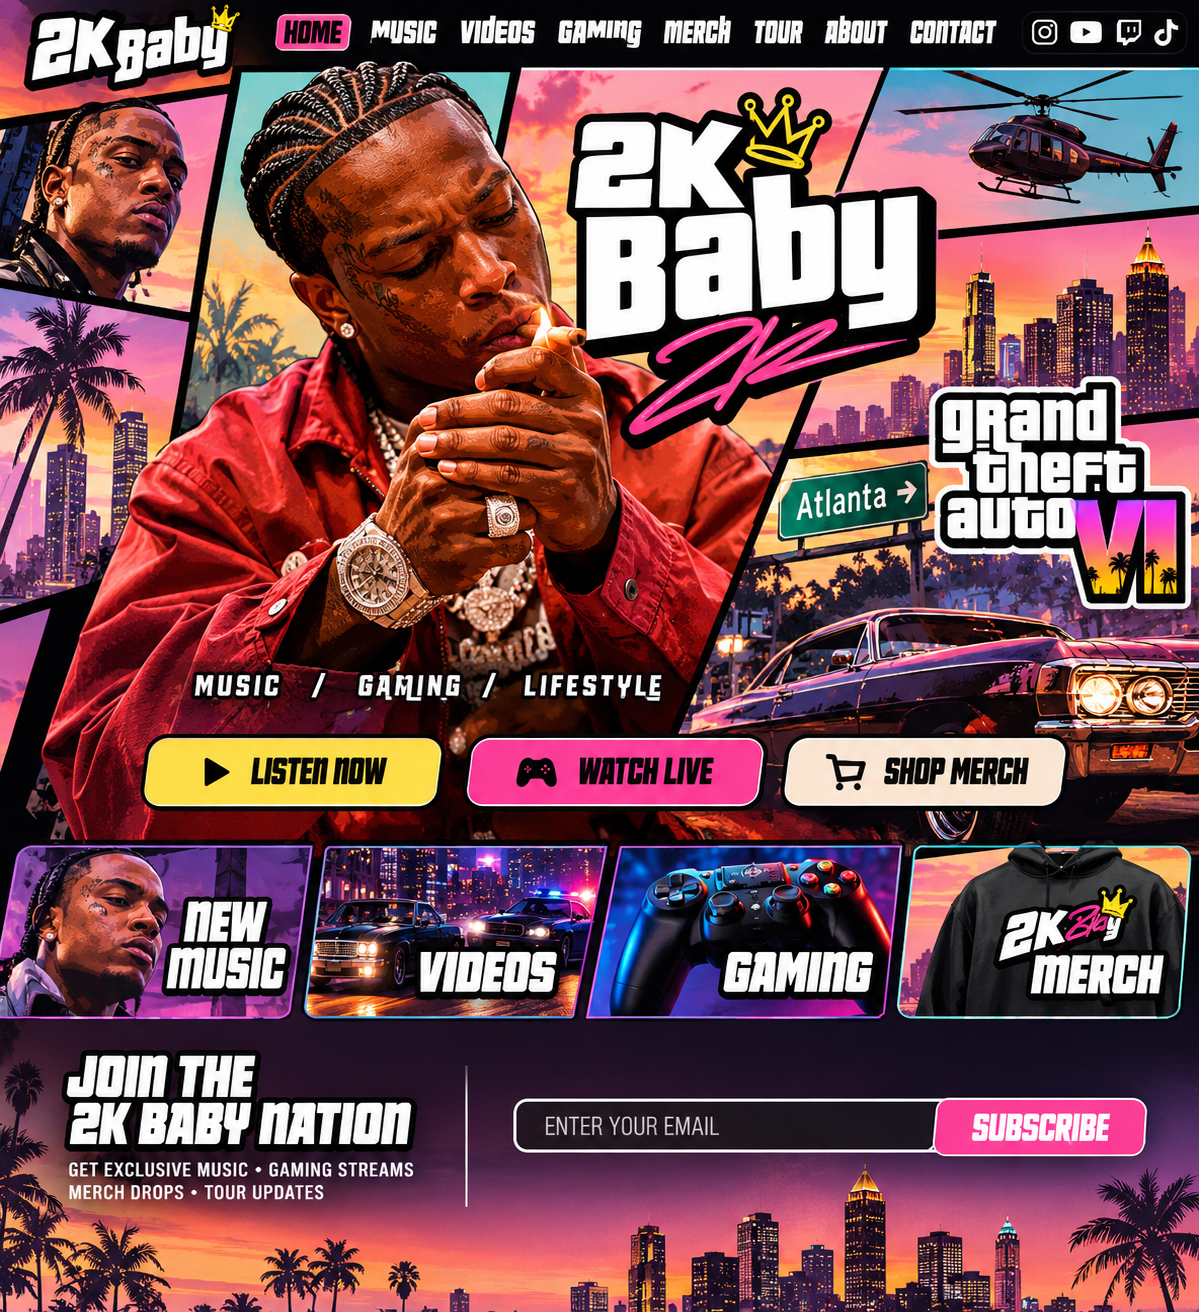 2K Baby
HOME MUSIC VIDEOS GAMING MERCH TOUR ABOUT CONTACT
2K
Baby
2K
grand
theft
auto
VI
Atlanta →
MUSIC / GAMING / LIFESTYLE
LISTEN NOW
WATCH LIVE
SHOP MERCH
NEW
MUSIC
VIDEOS
GAMING
2K Baby
MERCH
JOIN THE
2K BABY NATION
GET EXCLUSIVE MUSIC • GAMING STREAMS
MERCH DROPS • TOUR UPDATES
ENTER YOUR EMAIL
SUBSCRIBE